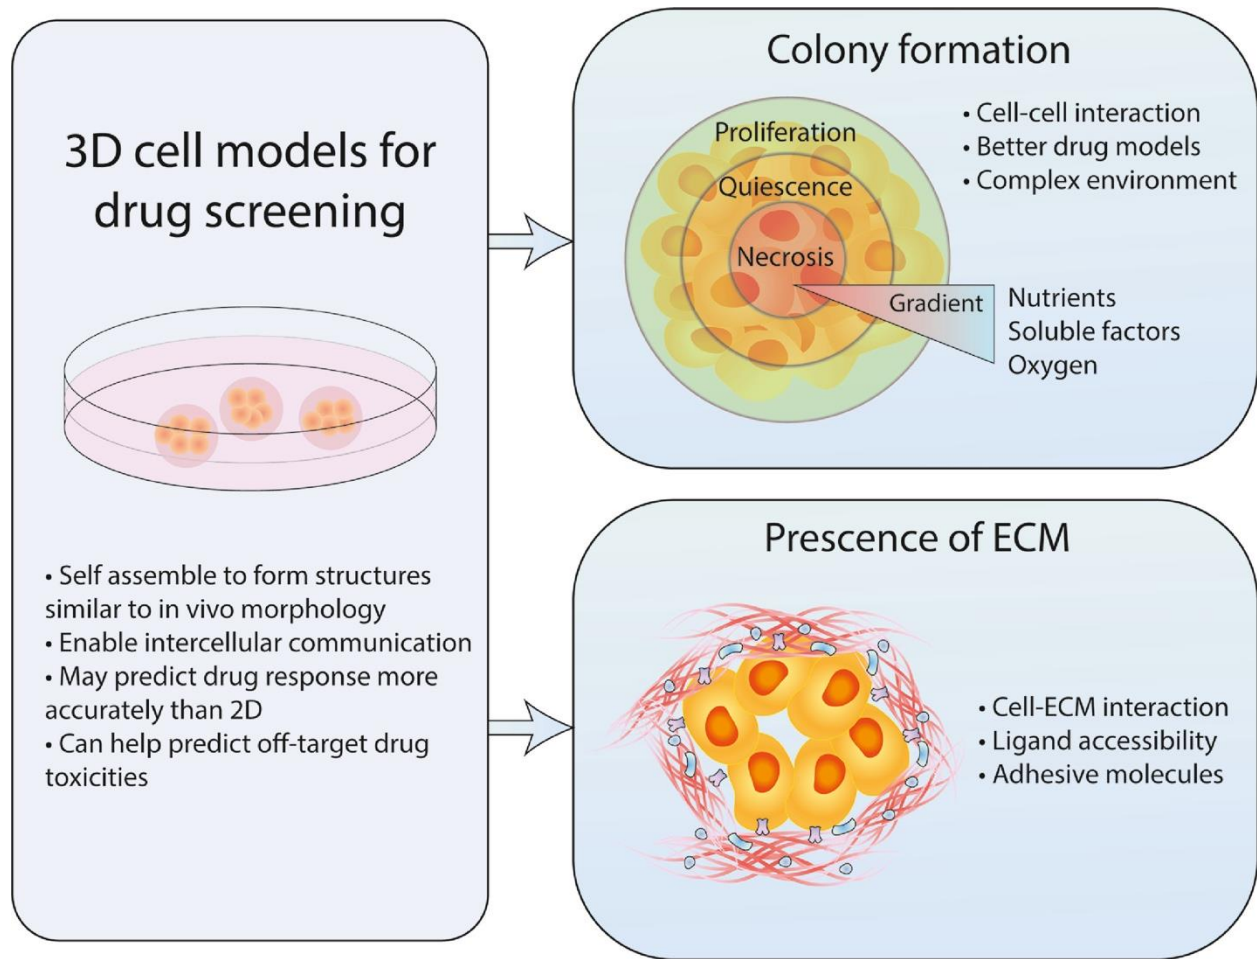 3D cell models for
drug screening
• Self assemble to form structures
similar to in vivo morphology
• Enable intercellular communication
• May predict drug response more
accurately than 2D
• Can help predict off-target drug
toxicities
Colony formation
Proliferation
Quiescence
Necrosis
Gradient
Nutrients
Soluble factors
Oxygen
• Cell-cell interaction
• Better drug models
• Complex environment
Prescence of ECM
• Cell-ECM interaction
• Ligand accessibility
• Adhesive molecules